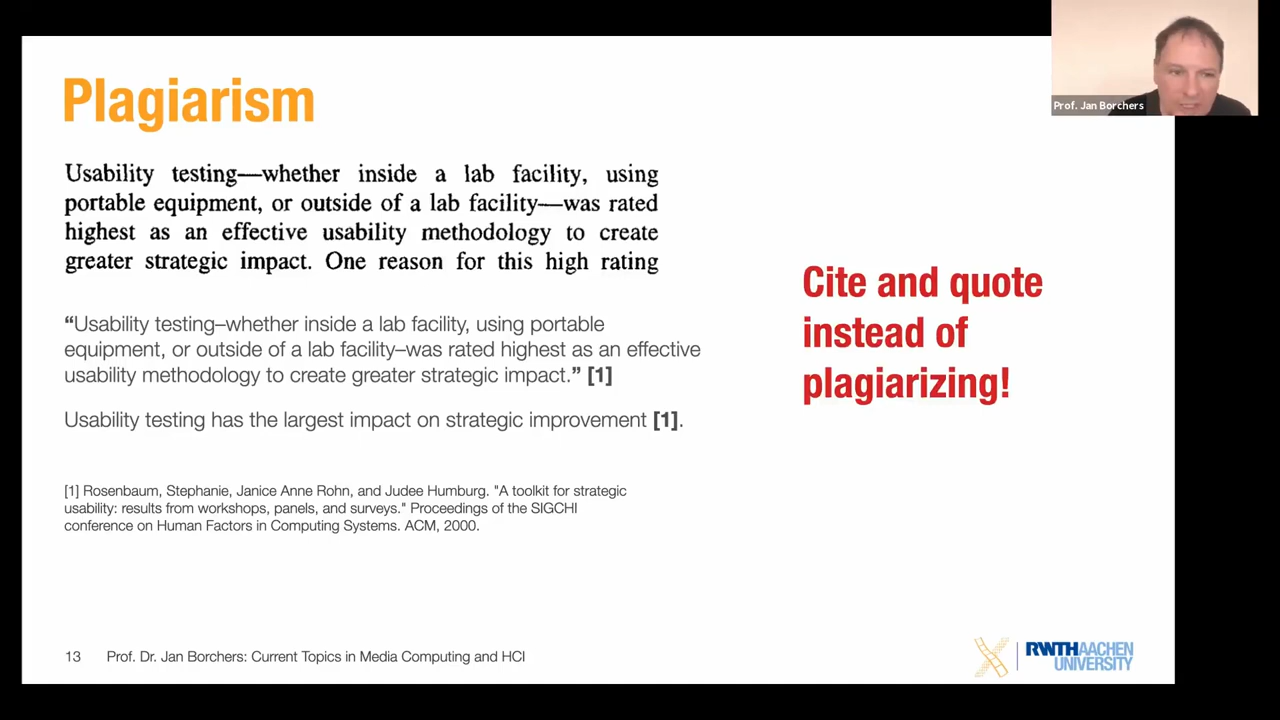 Plagiarism
Prof. Jan Borchers
Usability testing—whether inside a lab facility, using
portable equipment, or outside of a lab facility—was rated
highest as an effective usability methodology to create
greater strategic impact. One reason for this high rating
“Usability testing–whether inside a lab facility, using portable
equipment, or outside of a lab facility–was rated highest as an effective
usability methodology to create greater strategic impact.” [1]
Usability testing has the largest impact on strategic improvement [1].
Cite and quote
instead of
plagiarizing!
[1] Rosenbaum, Stephanie, Janice Anne Rohn, and Judee Humburg. "A toolkit for strategic
usability: results from workshops, panels, and surveys." Proceedings of the SIGCHI
conference on Human Factors in Computing Systems. ACM, 2000.
13 Prof. Dr. Jan Borchers: Current Topics in Media Computing and HCI
RWTHAACHEN
UNIVERSITY